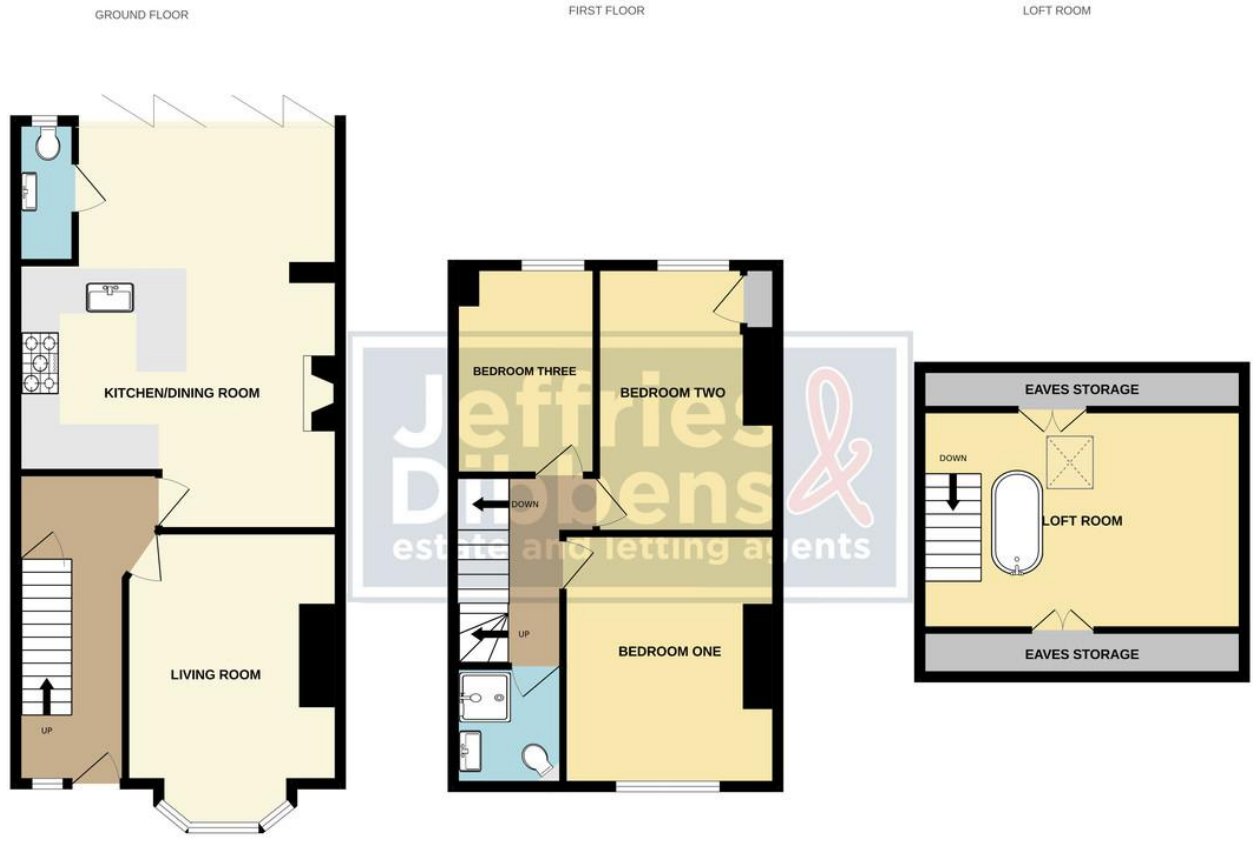 GROUND FLOOR
FIRST FLOOR
LOFT ROOM
KITCHEN/DINING ROOM
LIVING ROOM
UP
BEDROOM THREE
BEDROOM TWO
DOWN
UP
BEDROOM ONE
Jeffries &
Dibbens
estate and letting agents
EAVES STORAGE
DOWN
LOFT ROOM
EAVES STORAGE